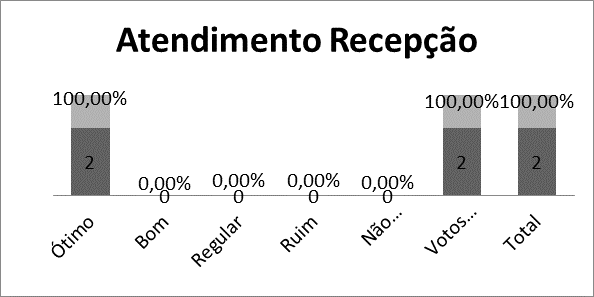 Atendimento Recepção
100,00% 0,00% 0,00% 0,00% 0,00% 100,00% 100,00%
2 0 0 0 0 2 2
Ótimo Bom Regular Ruim Não... Votos... Total